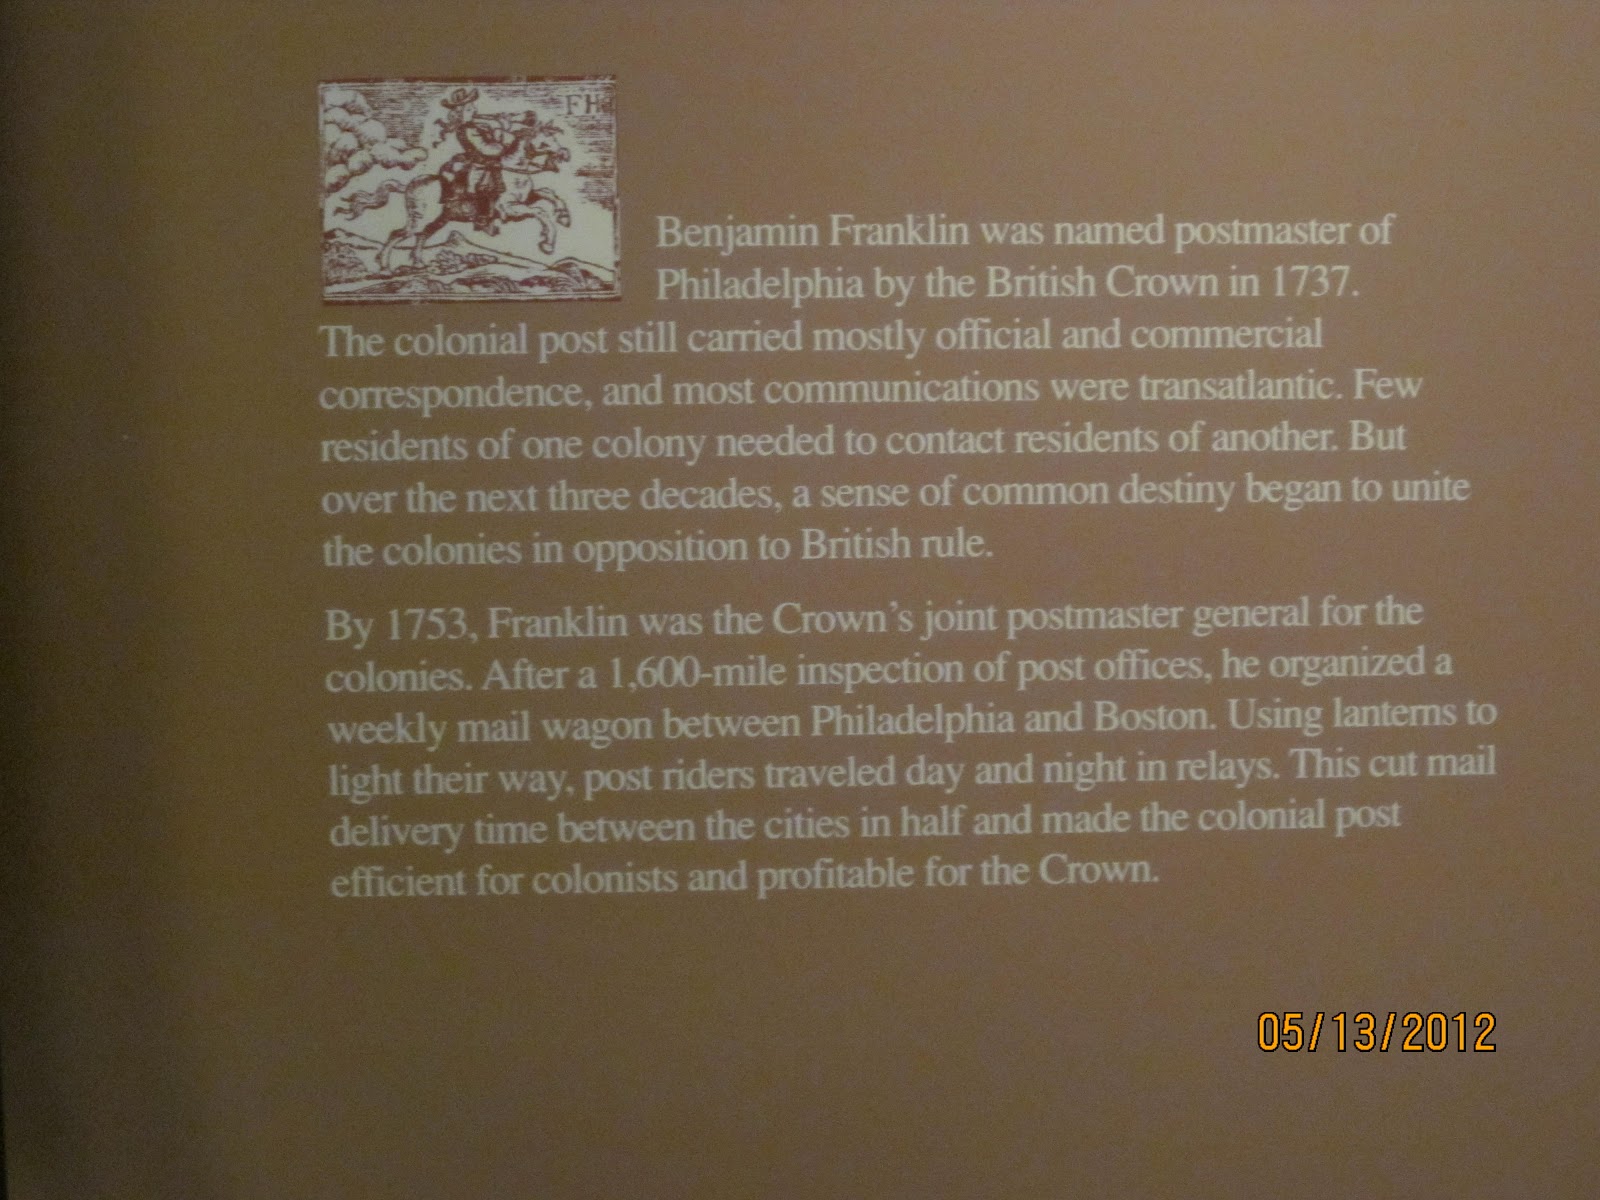 FHd
Benjamin Franklin was named postmaster of
Philadelphia by the British Crown in 1737.
The colonial post still carried mostly official and commercial
correspondence, and most communications were transatlantic. Few
residents of one colony needed to contact residents of another. But
over the next three decades, a sense of common destiny began to unite
the colonies in opposition to British rule.
By 1753, Franklin was the Crown's joint postmaster general for the
colonies. After a 1,600-mile inspection of post offices, he organized a
weekly mail wagon between Philadelphia and Boston. Using lanterns to
light their way, post riders traveled day and night in relays. This cut mail
delivery time between the cities in half and made the colonial post
efficient for colonists and profitable for the Crown.
05/13/2012